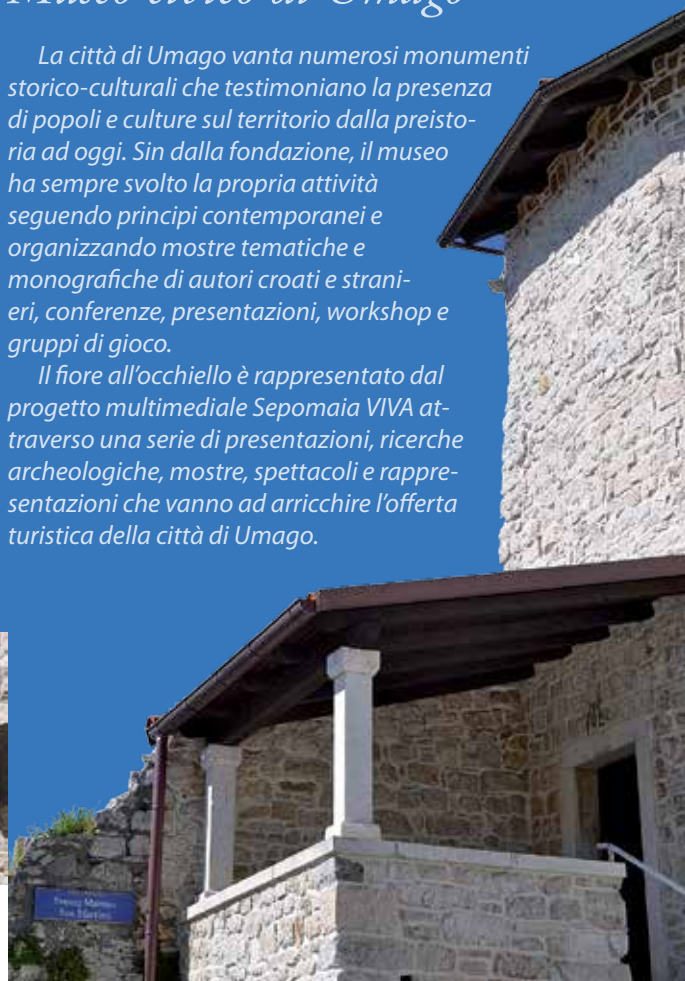 Museo civico di Umago
La città di Umago vanta numerosi monumenti
storico-culturali che testimoniano la presenza
di popoli e culture sul territorio dalla preisto-
ria ad oggi. Sin dalla fondazione, il museo
ha sempre svolto la propria attività
seguendo principi contemporanei e
organizzando mostre tematiche e
monografiche di autori croati e strani-
eri, conferenze, presentazioni, workshop e
gruppi di gioco.
Il fiore all’occhiello è rappresentato dal
progetto multimediale Sepomaia VIVA at-
traverso una serie di presentazioni, ricerche
archeologiche, mostre, spettacoli e rappre-
sentazioni che vanno ad arricchire l’offerta
turistica della città di Umago.